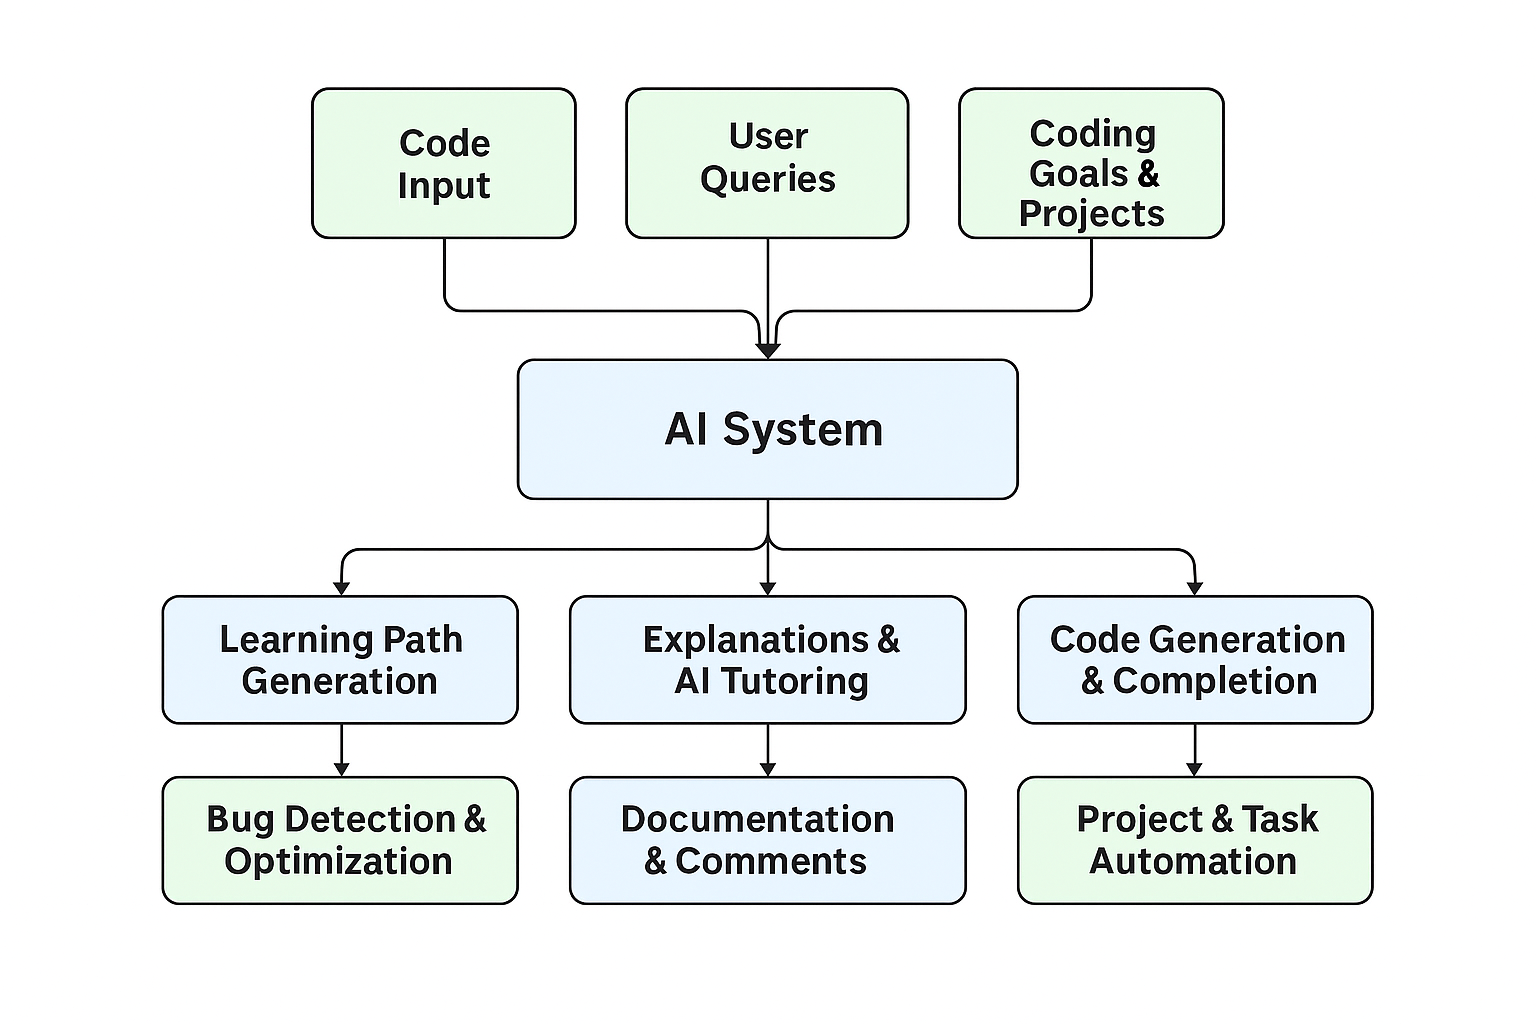 Code
Input
User
Queries
Coding
Goals &
Projects
AI System
Learning Path
Generation
Explanations &
AI Tutoring
Code Generation
& Completion
Bug Detection &
Optimization
Documentation
& Comments
Project & Task
Automation